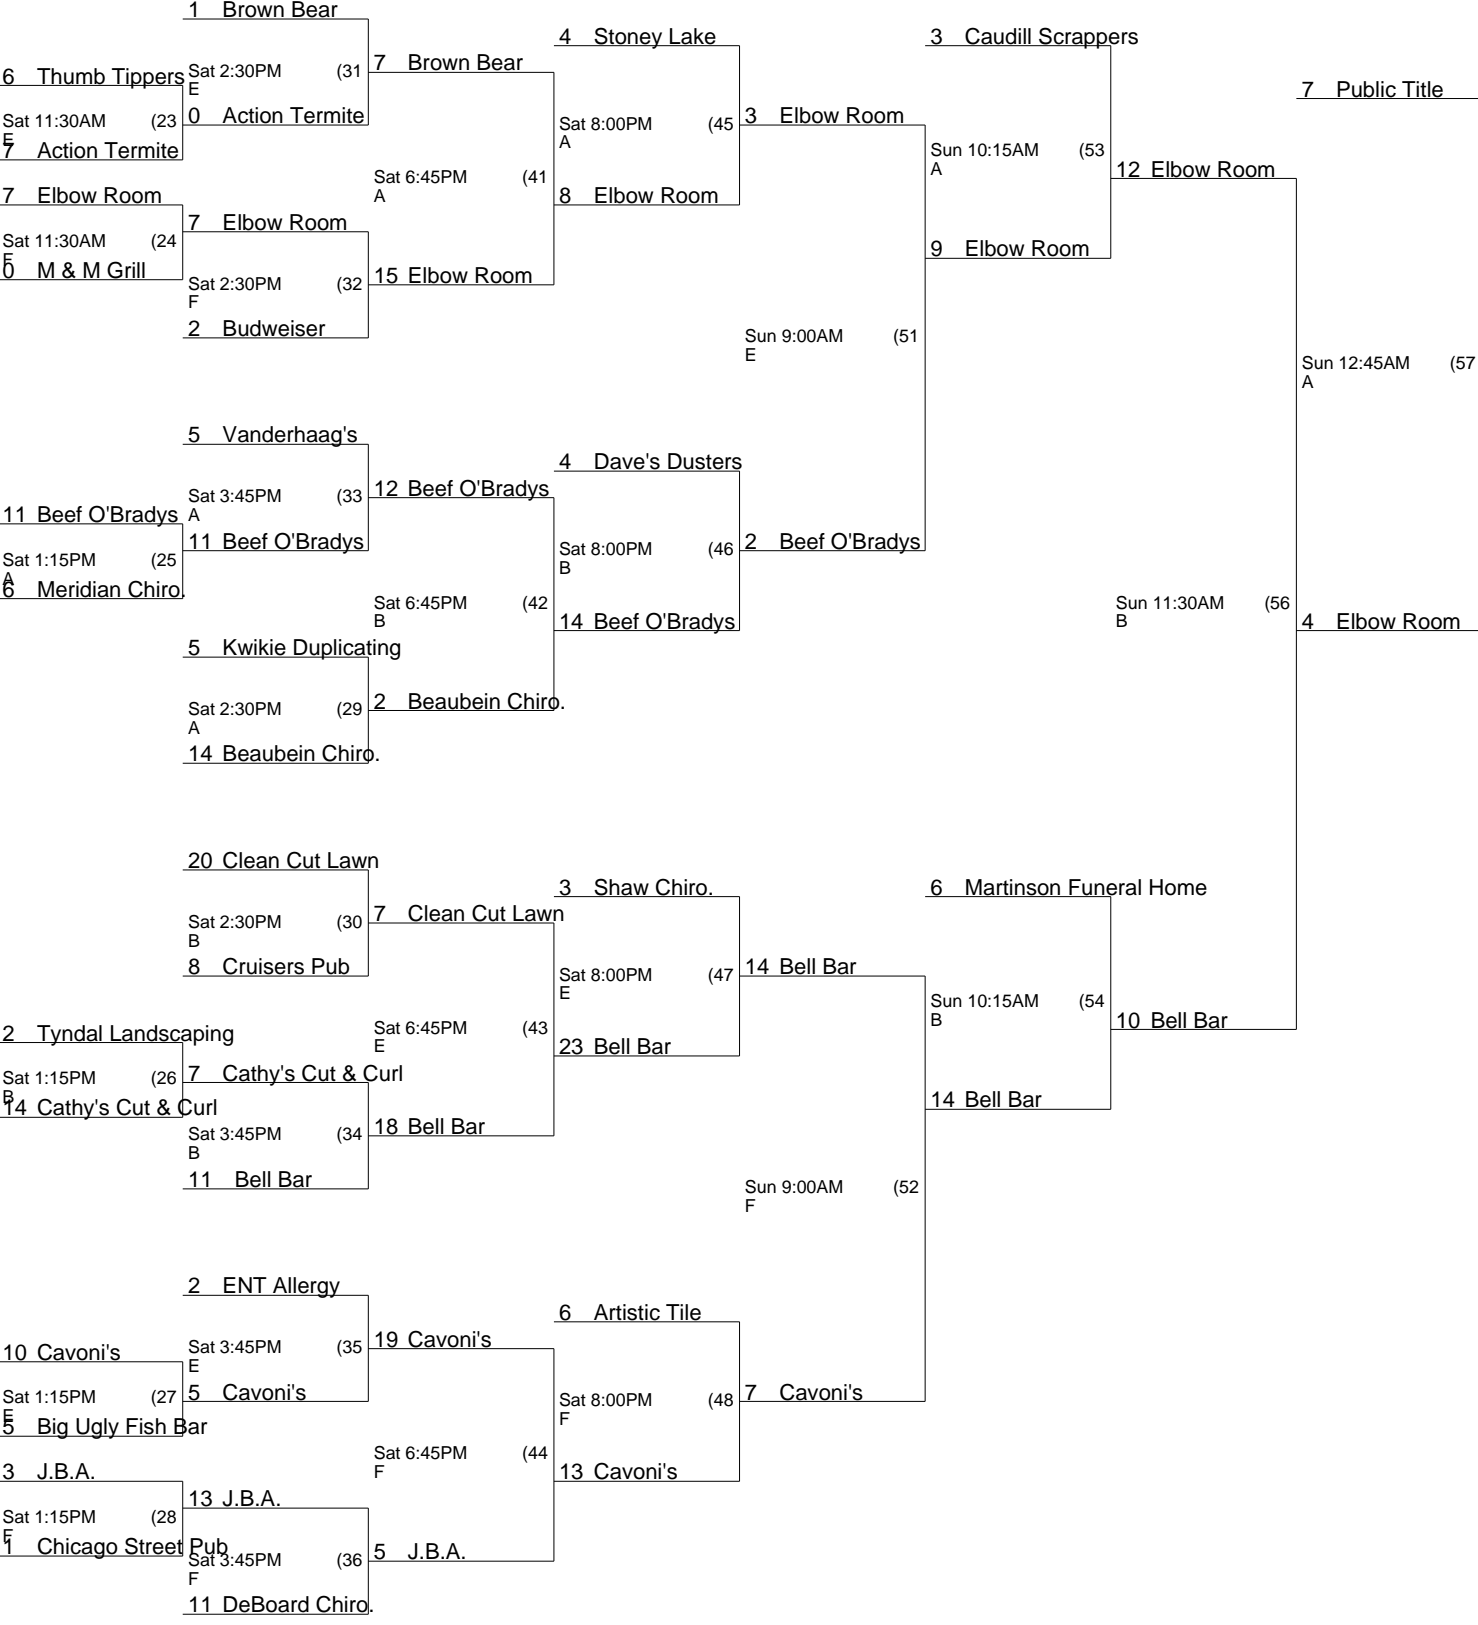 1 Brown Bear
4 Stoney Lake
3 Caudill Scrappers
6 Thumb Tippers
Sat 2:30PM (31
E
7 Brown Bear
7 Public Title
Sat 11:30AM (23
E
0 Action Termite
Sat 8:00PM (45
A
3 Elbow Room
7 Action Termite
Sun 10:15AM (53
A
12 Elbow Room
Sat 6:45PM (41
A
7 Elbow Room
8 Elbow Room
7 Elbow Room
Sat 11:30AM (24
F
9 Elbow Room
0 M & M Grill
Sat 2:30PM (32
F
15 Elbow Room
2 Budweiser
Sun 9:00AM (51
E
Sun 12:45AM (57
A
5 Vanderhaag's
4 Dave's Dusters
12 Beef O'Bradys
Sat 3:45PM (33
A
11 Beef O'Bradys
11 Beef O'Bradys
Sat 8:00PM (46
B
2 Beef O'Bradys
Sat 1:15PM (25
A
6 Meridian Chiro.
Sat 6:45PM (42
B
14 Beef O'Bradys
Sun 11:30AM (56
B
4 Elbow Room
5 Kwikie Duplicating
Sat 2:30PM (29
A
2 Beaubein Chiro.
14 Beaubein Chiro.
20 Clean Cut Lawn
3 Shaw Chiro.
6 Martinson Funeral Home
Sat 2:30PM (30
B
7 Clean Cut Lawn
8 Cruisers Pub
Sat 8:00PM (47
E
14 Bell Bar
Sun 10:15AM (54
B
10 Bell Bar
2 Tyndal Landscaping
Sat 6:45PM (43
E
23 Bell Bar
Sat 1:15PM (26
B
7 Cathy's Cut & Curl
14 Cathy's Cut & Curl
14 Bell Bar
Sat 3:45PM (34
B
18 Bell Bar
11 Bell Bar
Sun 9:00AM (52
F
2 ENT Allergy
6 Artistic Tile
10 Cavoni's
Sat 3:45PM (35
E
19 Cavoni's
Sat 1:15PM (27
E
5 Cavoni's
Sat 8:00PM (48
F
7 Cavoni's
5 Big Ugly Fish Bar
Sat 6:45PM (44
F
3 J.B.A.
13 Cavoni's
13 J.B.A.
Sat 1:15PM (28
F
1 Chicago Street Pub
Sat 3:45PM (36
F
5 J.B.A.
11 DeBoard Chiro.